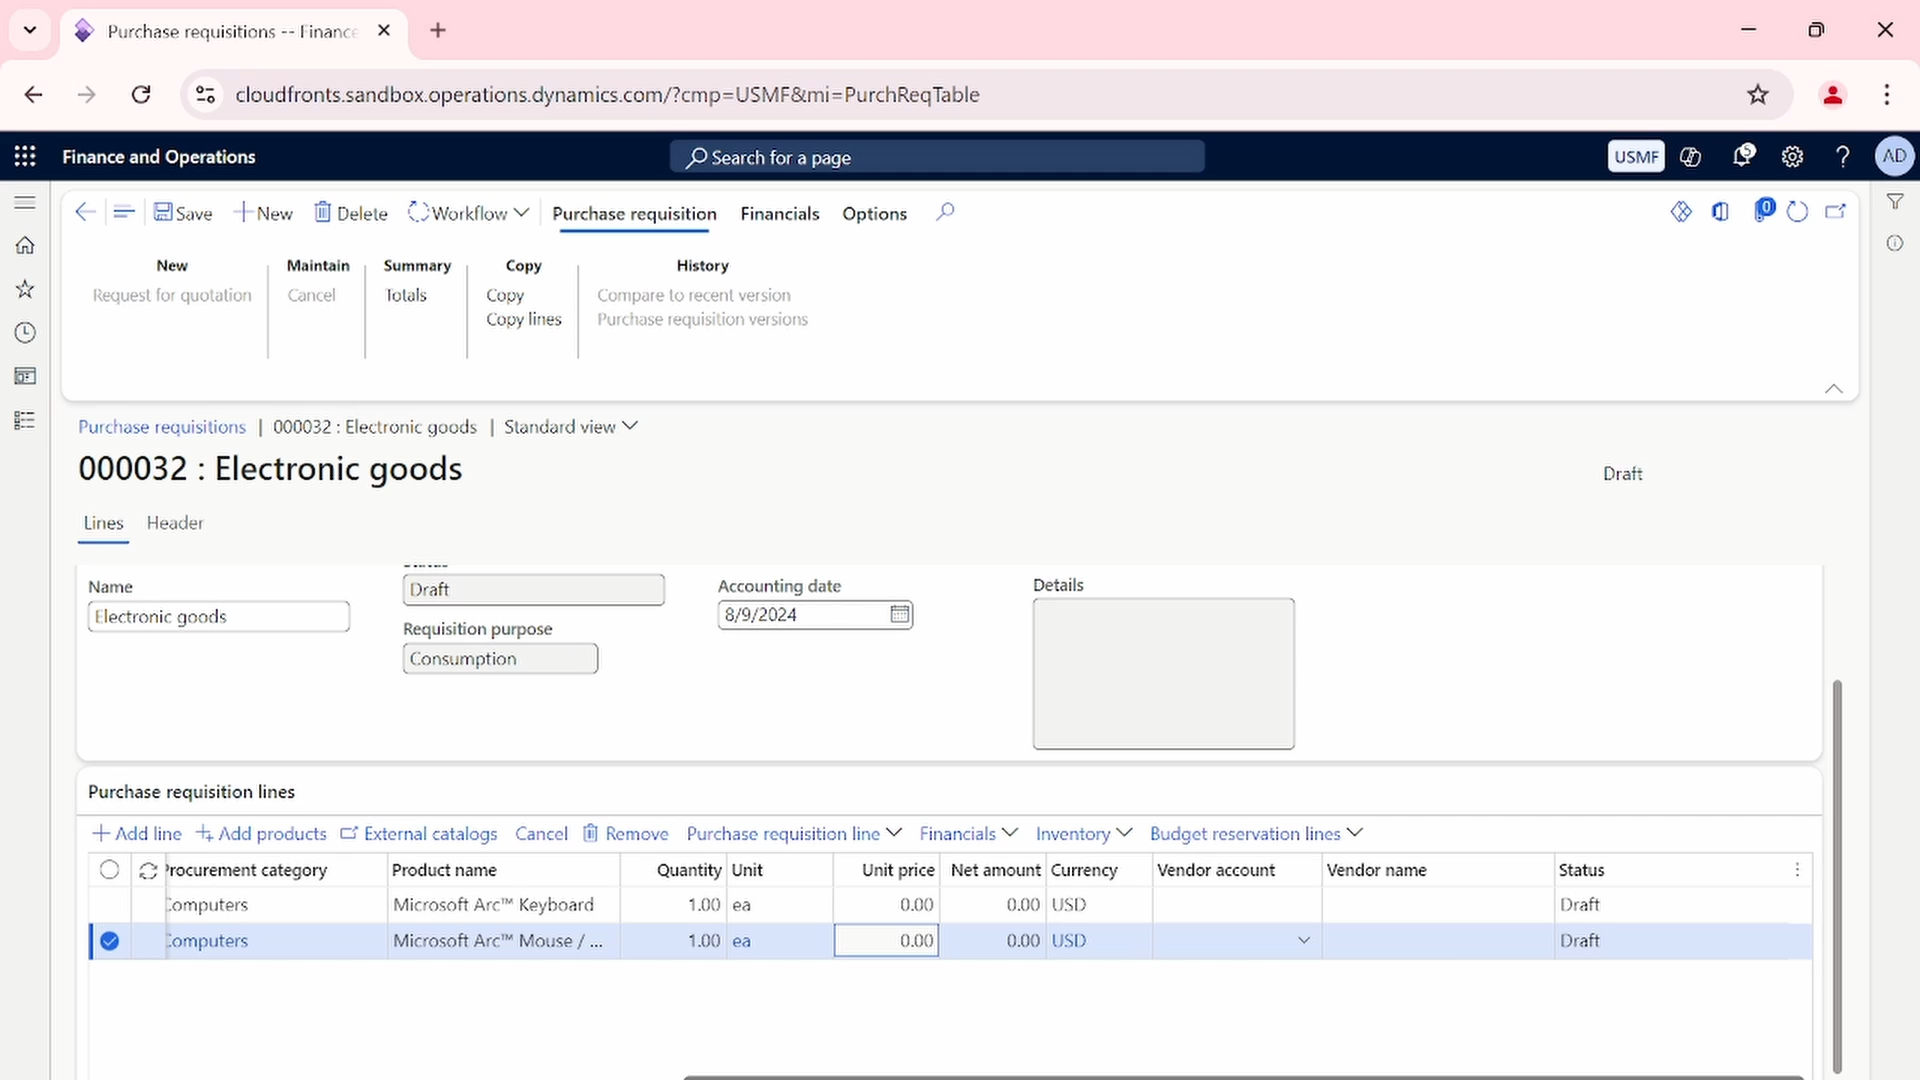 Purchase requisitions -- Finance
cloudfronts.sandbox.operations.dynamics.com/?cmp=USMF&mi=PurchReqTable
Finance and Operations
Search for a page
USMF
5
AD
Save
New
Delete
Workflow
Purchase requisition
Financials
Options
0
New
Maintain
Summary
Copy
History
Request for quotation
Cancel
Totals
Copy
Compare to recent version
Copy lines
Purchase requisition versions
Purchase requisitions | 000032 : Electronic goods | Standard view
000032 : Electronic goods
Draft
Lines
Header
Name
Electronic goods
Status
Draft
Requisition purpose
Consumption
Accounting date
8/9/2024
Details
Purchase requisition lines
Add line
Add products
External catalogs
Cancel
Remove
Purchase requisition line
Financials
Inventory
Budget reservation lines
Procurement category Product name Quantity Unit Unit price Net amount Currency Vendor account Vendor name Status
Computers Microsoft Arc™ Keyboard 1.00 ea 0.00 0.00 USD Draft
Computers Microsoft Arc™ Mouse / ... 1.00 ea 0.00 0.00 USD Draft